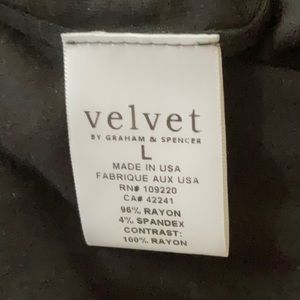 velvet
BY GRAHAM & SPENCER
L
MADE IN USA
FABRIQUE AUX USA
RN# 109220
CA# 42241
96% RAYON
4% SPANDEX
CONTRAST:
100% RAYON